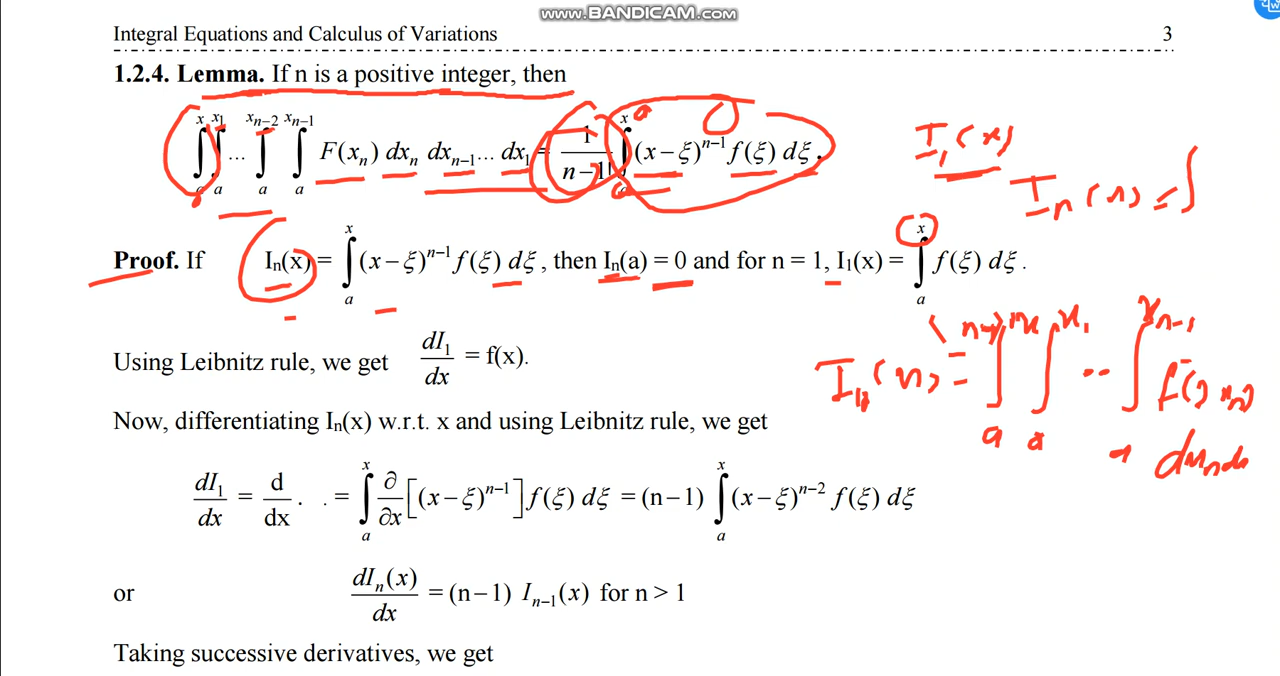 www.BANDICAM.com
Integral Equations and Calculus of Variations 3
1.2.4. Lemma. If n is a positive integer, then
∫_a^x ∫_a^{x_1} ... ∫_a^{x_{n-2}} ∫_a^{x_{n-1}} F(x_n) dx_n dx_{n-1}... dx_1 = 1/(n-1)! ∫_a^x (x-ξ)^{n-1} f(ξ) dξ.
I_1(x)
I_n(x) = ∫
Proof. If I_n(x) = ∫_a^x (x-ξ)^{n-1} f(ξ) dξ, then I_n(a) = 0 and for n = 1, I_1(x) = ∫_a^x f(ξ) dξ.
Using Leibnitz rule, we get dI_1/dx = f(x).
Now, differentiating I_n(x) w.r.t. x and using Leibnitz rule, we get
dI_1/dx = d/dx . . = ∫_a^x ∂/∂x [(x-ξ)^{n-1}] f(ξ) dξ = (n-1) ∫_a^x (x-ξ)^{n-2} f(ξ) dξ
or dI_n(x)/dx = (n-1) I_{n-1}(x) for n > 1
Taking successive derivatives, we get